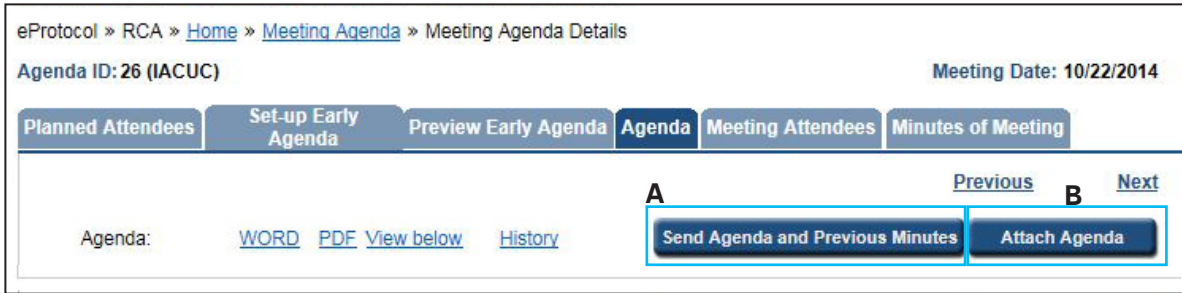 eProtocol » RCA » Home » Meeting Agenda » Meeting Agenda Details
Agenda ID: 26 (IACUC) Meeting Date: 10/22/2014
Planned Attendees Set-up Early Agenda Preview Early Agenda Agenda Meeting Attendees Minutes of Meeting
Previous Next
A B
Agenda: WORD PDF View below History Send Agenda and Previous Minutes Attach Agenda